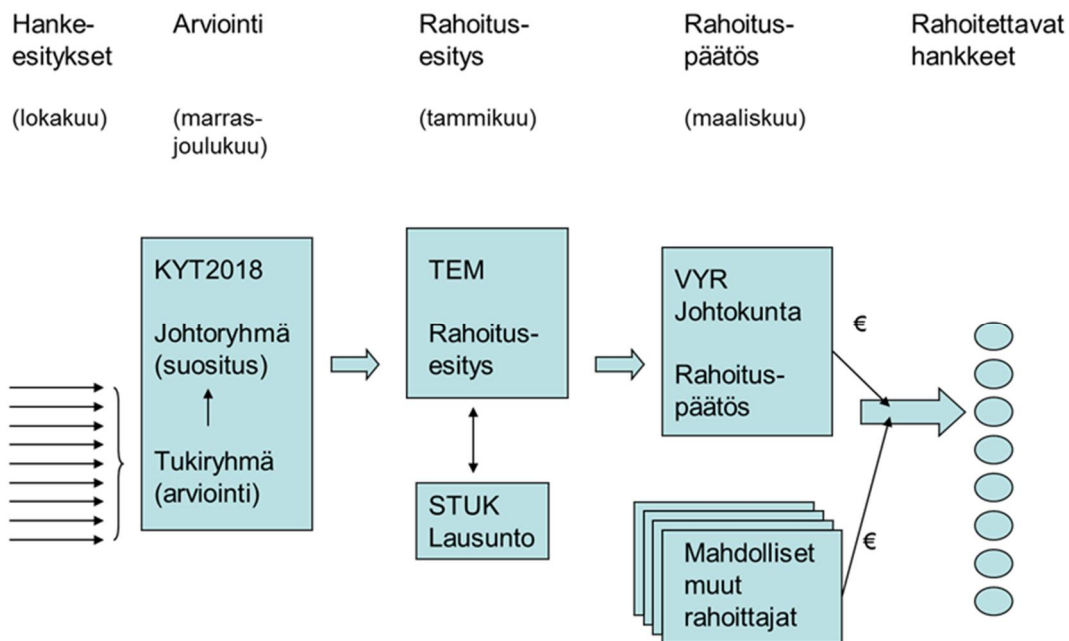 Hanke-
esitykset
(lokakuu)
Arviointi
(marras-
joulukuu)
Rahoitus-
esitys
(tammikuu)
Rahoitus-
päätös
(maaliskuu)
Rahoitettavat
hankkeet
KYT2018
Johtoryhmä
(suositus)
Tukiryhmä
(arviointi)
TEM
Rahoitus-
esitys
STUK
Lausunto
VYR
Johtokunta
Rahoitus-
päätös
€
€
Mahdolliset
muut
rahoittajat